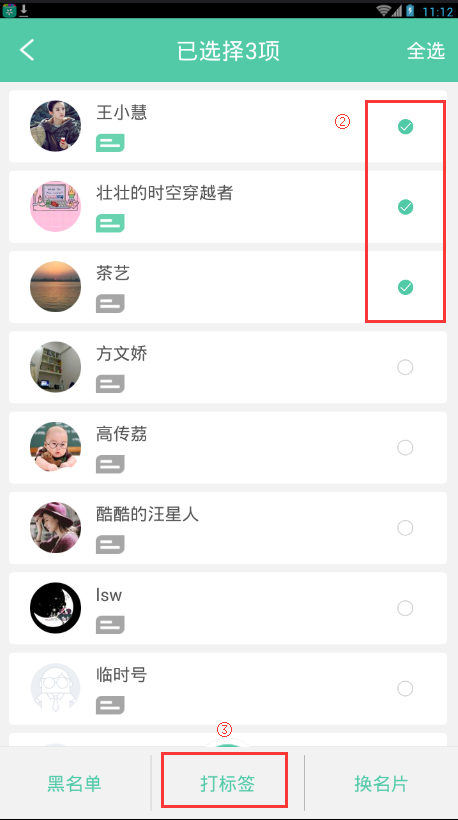 11:12
已选择3项
全选
王小慧
②
壮壮的时空穿越者
茶艺
方文娇
高传荔
酷酷的汪星人
lsw
临时号
③
黑名单
打标签
换名片